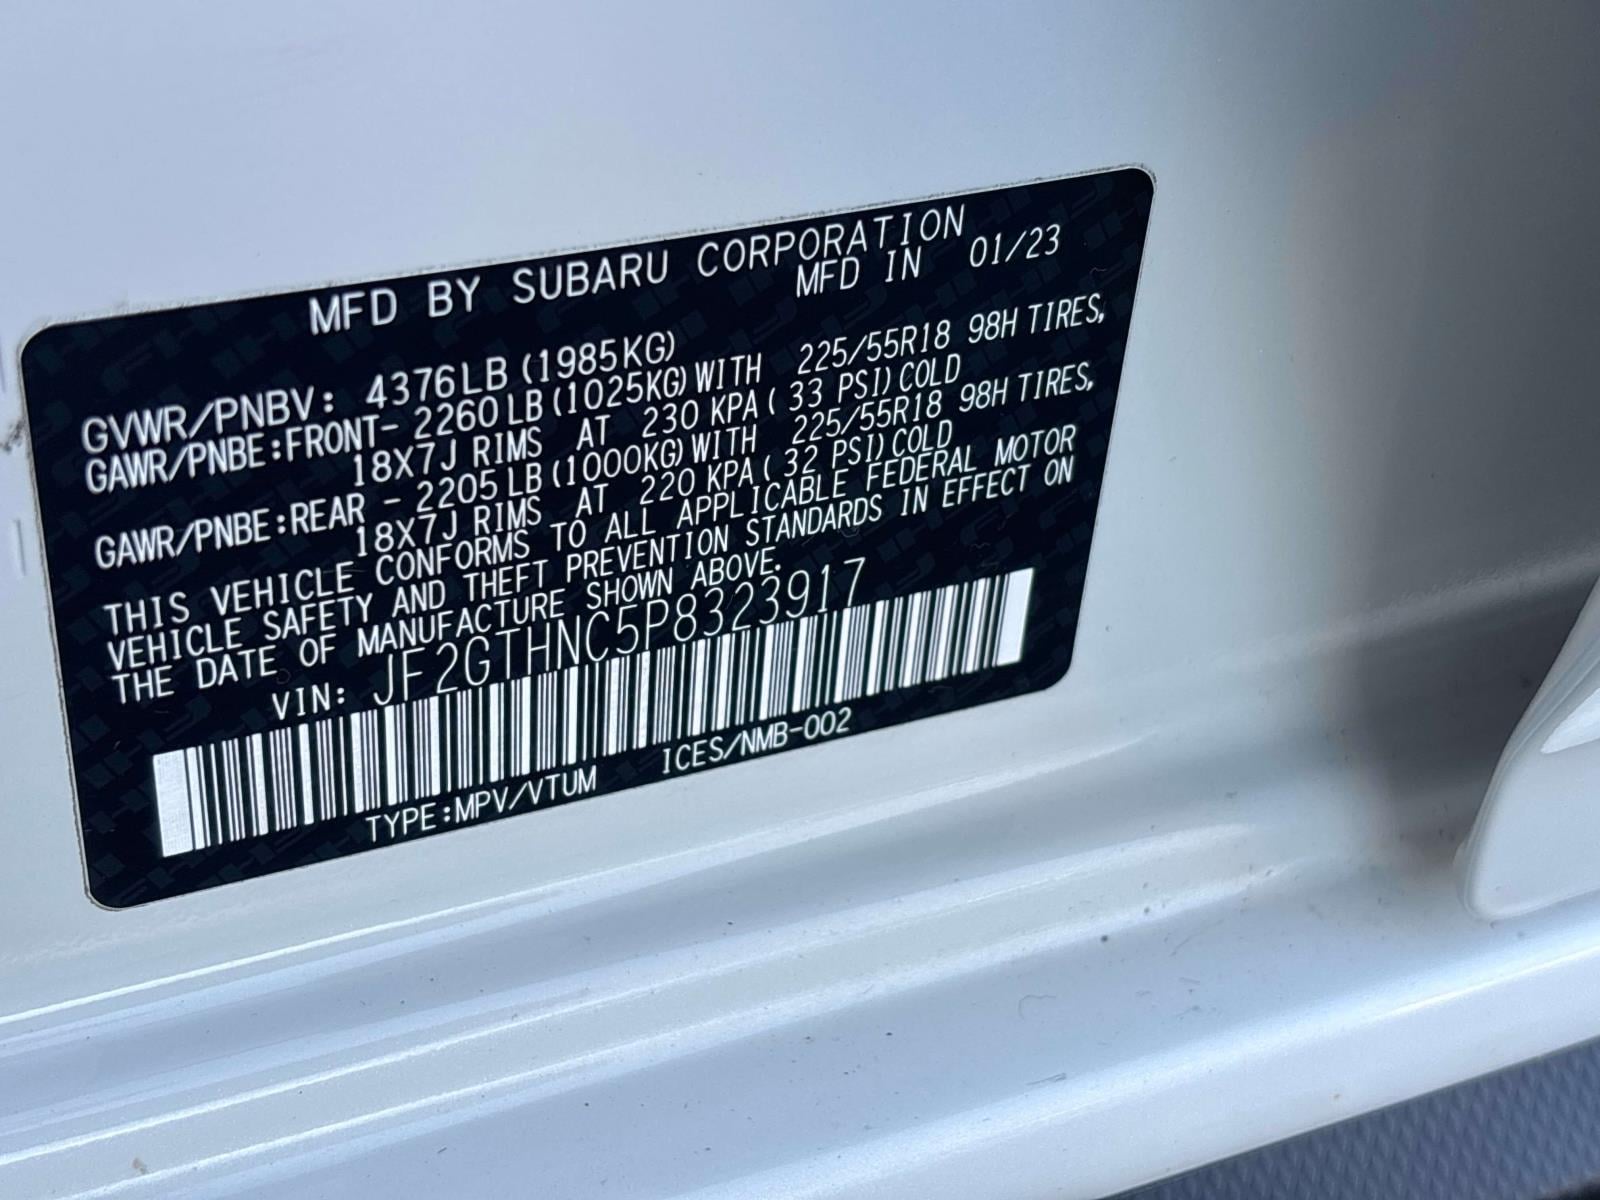 MFD BY SUBARU CORPORATION
MFD IN 01/23
GVWR/PNBV: 4376LB (1985KG)
GAWR/PNBE:FRONT- 2260LB(1025KG)WITH 225/55R18 98H TIRES,
18X7J RIMS AT 230 KPA( 33 PSI)COLD
GAWR/PNBE:REAR - 2205LB(1000KG)WITH 225/55R18 98H TIRES,
18X7J RIMS AT 220 KPA( 32 PSI)COLD
THIS VEHICLE CONFORMS TO ALL APPLICABLE FEDERAL MOTOR
VEHICLE SAFETY AND THEFT PREVENTION STANDARDS IN EFFECT ON
THE DATE OF MANUFACTURE SHOWN ABOVE.
VIN: JF2GTHNC5P8323917
TYPE:MPV/VTUM ICES/NMB-002